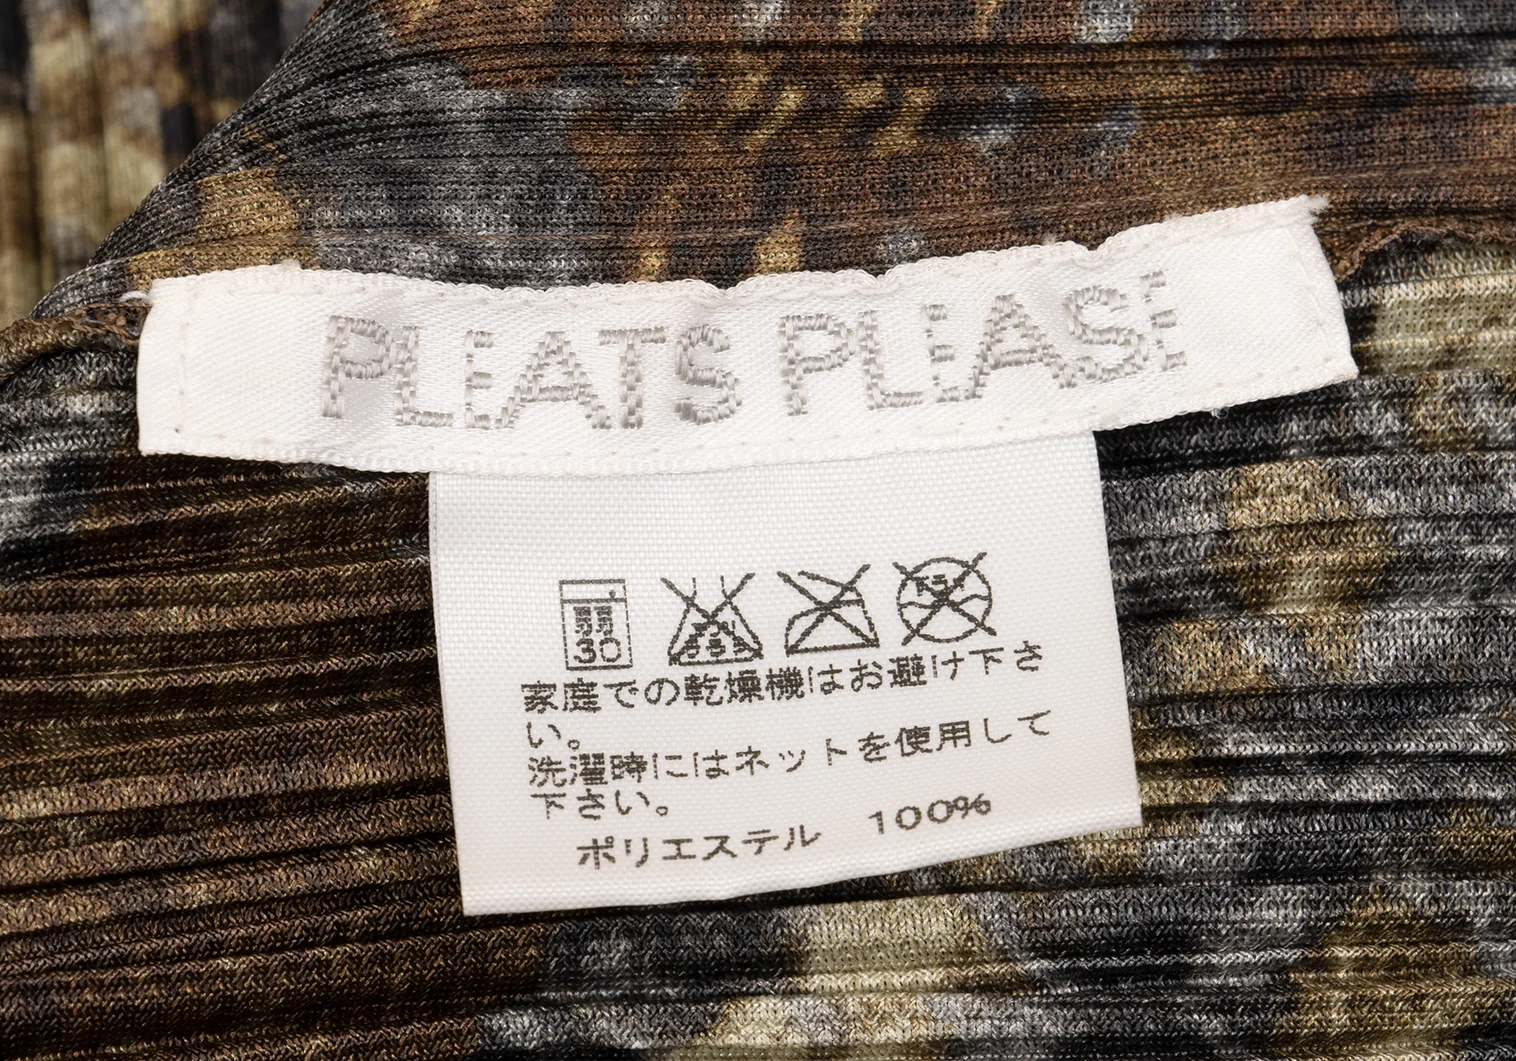 PLEATS PLEASE
弱
30
家庭での乾燥機はお避け下さ
い。
洗濯時にはネットを使用して
下さい。
ポリエステル 100%